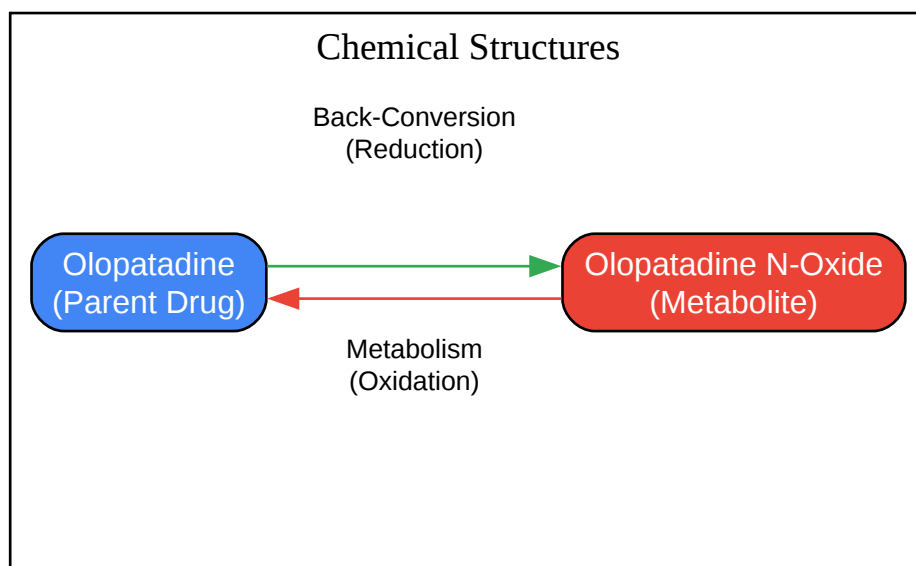 Chemical Structures
Back-Conversion
(Reduction)
Olopatadine
(Parent Drug)
Olopatadine N-Oxide
(Metabolite)
Metabolism
(Oxidation)